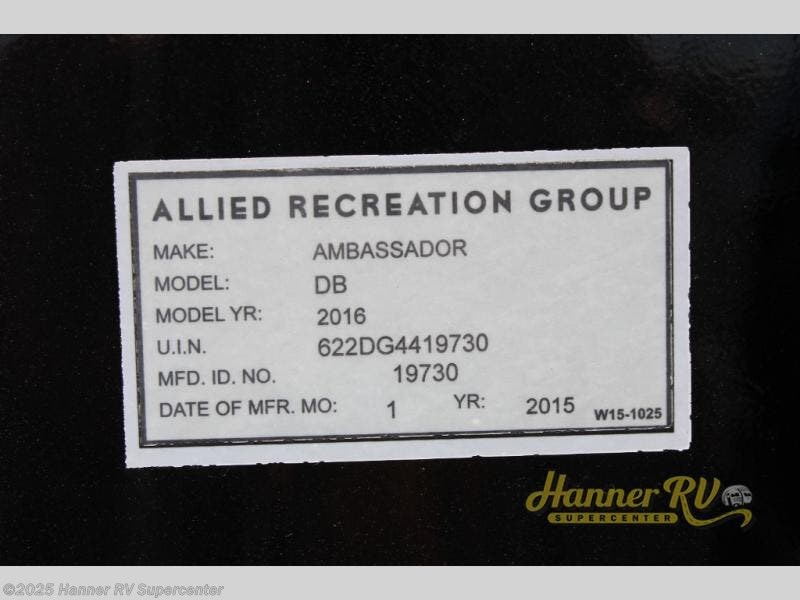 ALLIED RECREATION GROUP
MAKE: AMBASSADOR
MODEL: DB
MODEL YR: 2016
U.I.N. 622DG4419730
MFD. ID. NO. 19730
DATE OF MFR. MO: 1 YR: 2015 W15-1025
Hanner RV
SUPERCENTER
©2025 Hanner RV Supercenter